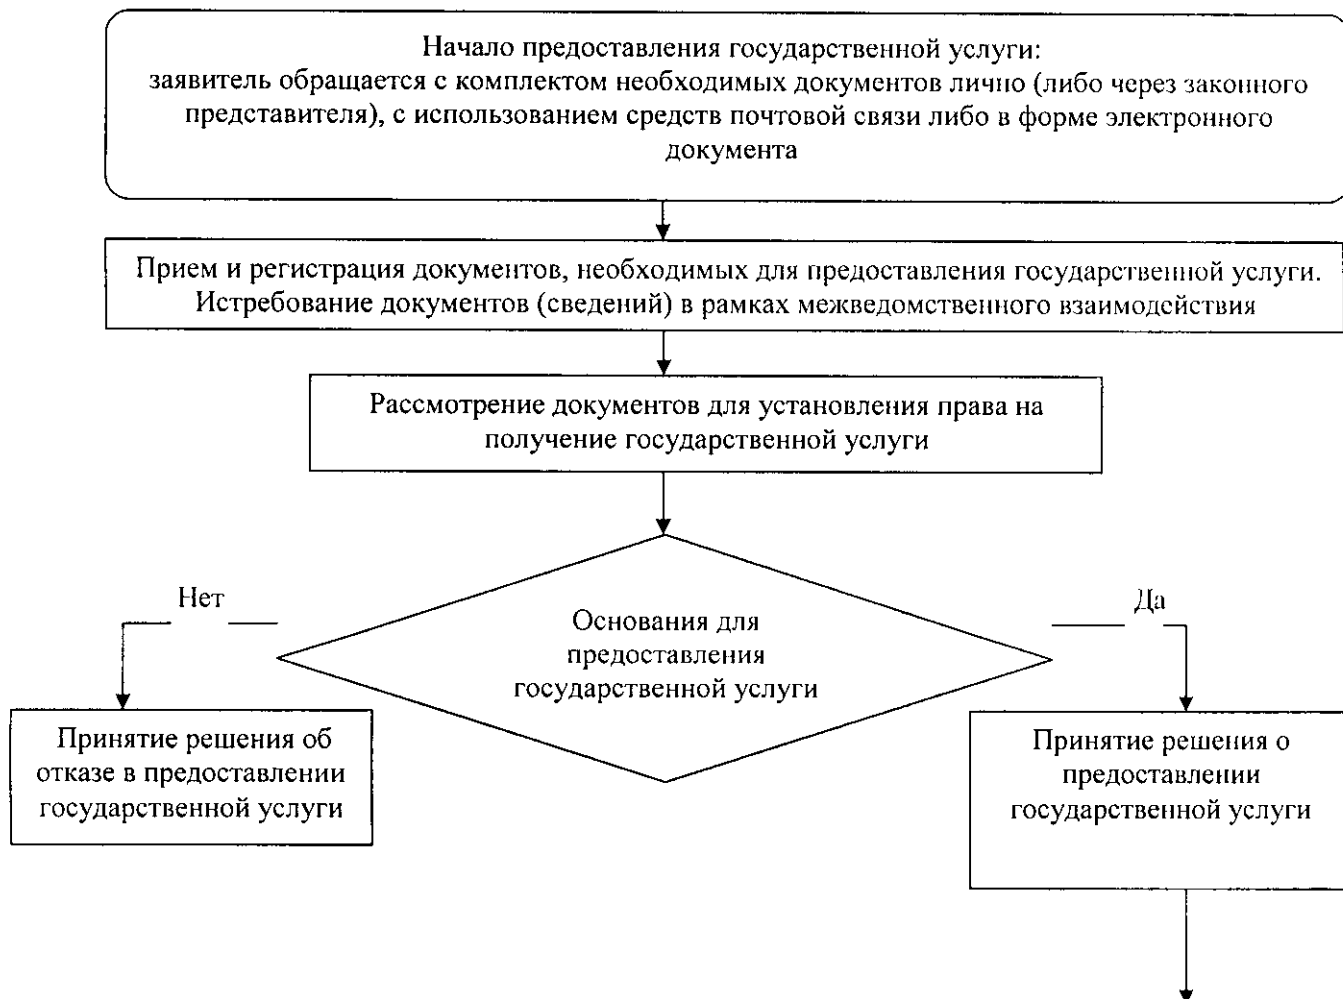 Начало предоставления государственной услуги:
заявитель обращается с комплектом необходимых документов лично (либо через законного
представителя), с использованием средств почтовой связи либо в форме электронного
документа
Прием и регистрация документов, необходимых для предоставления государственной услуги.
Истребование документов (сведений) в рамках межведомственного взаимодействия
Рассмотрение документов для установления права на
получение государственной услуги
Нет
Да
Основания для
предоставления
государственной услуги
Принятие решения об
отказе в предоставлении
государственной услуги
Принятие решения о
предоставлении
государственной услуги